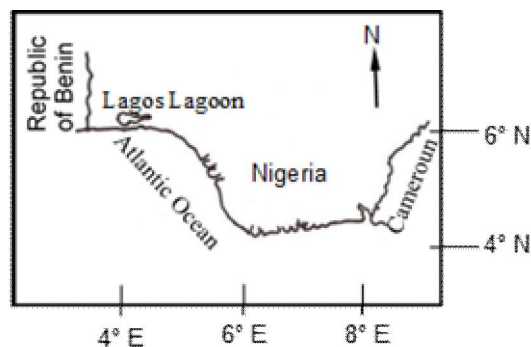 Republic
of Benin
Lagos Lagoon
N
Atlantic Ocean
Nigeria
Cameroun
6° N
4° N
4° E
6° E
8° E